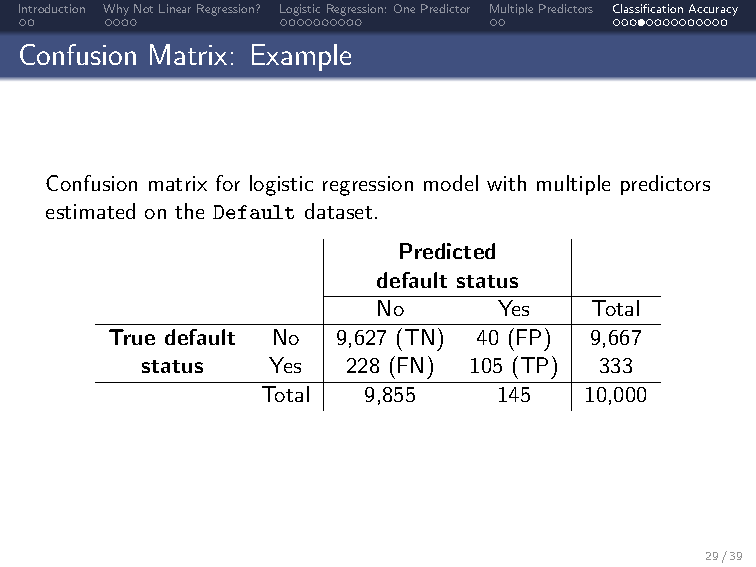 Introduction Why Not Linear Regression? Logistic Regression: One Predictor Multiple Predictors Classification Accuracy
Confusion Matrix: Example
Confusion matrix for logistic regression model with multiple predictors
estimated on the Default dataset.
Predicted
default status
No Yes Total
True default No 9,627 (TN) 40 (FP) 9,667
status Yes 228 (FN) 105 (TP) 333
Total 9,855 145 10,000
29 / 39